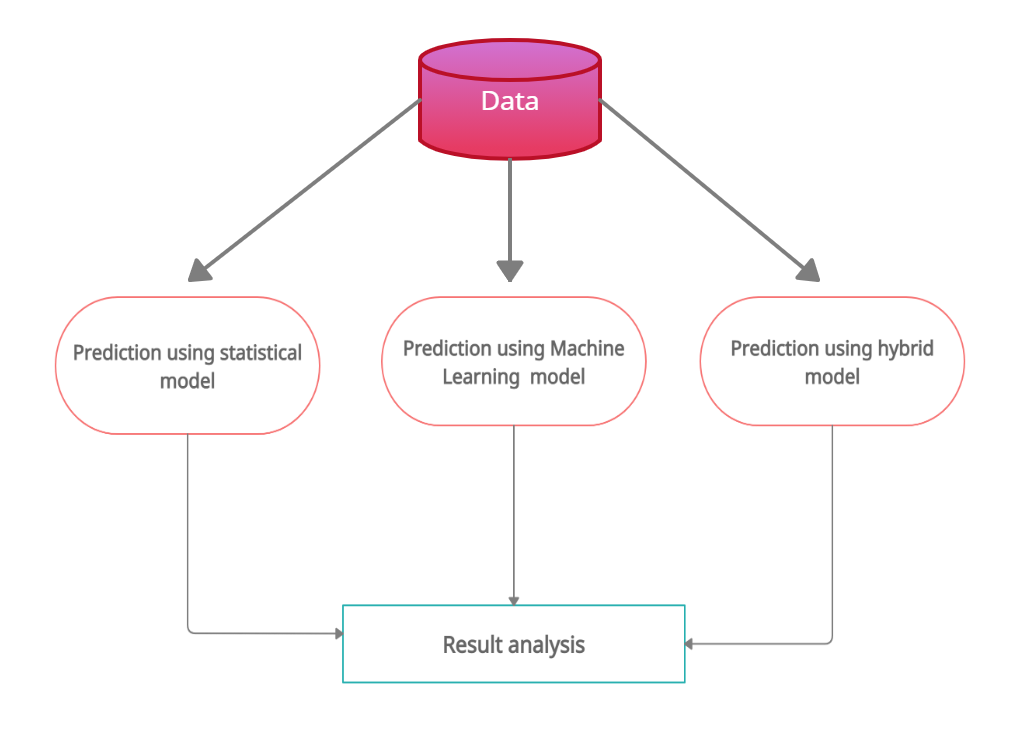 Data
Prediction using statistical
model
Prediction using Machine
Learning  model
Prediction using hybrid
model
Result analysis